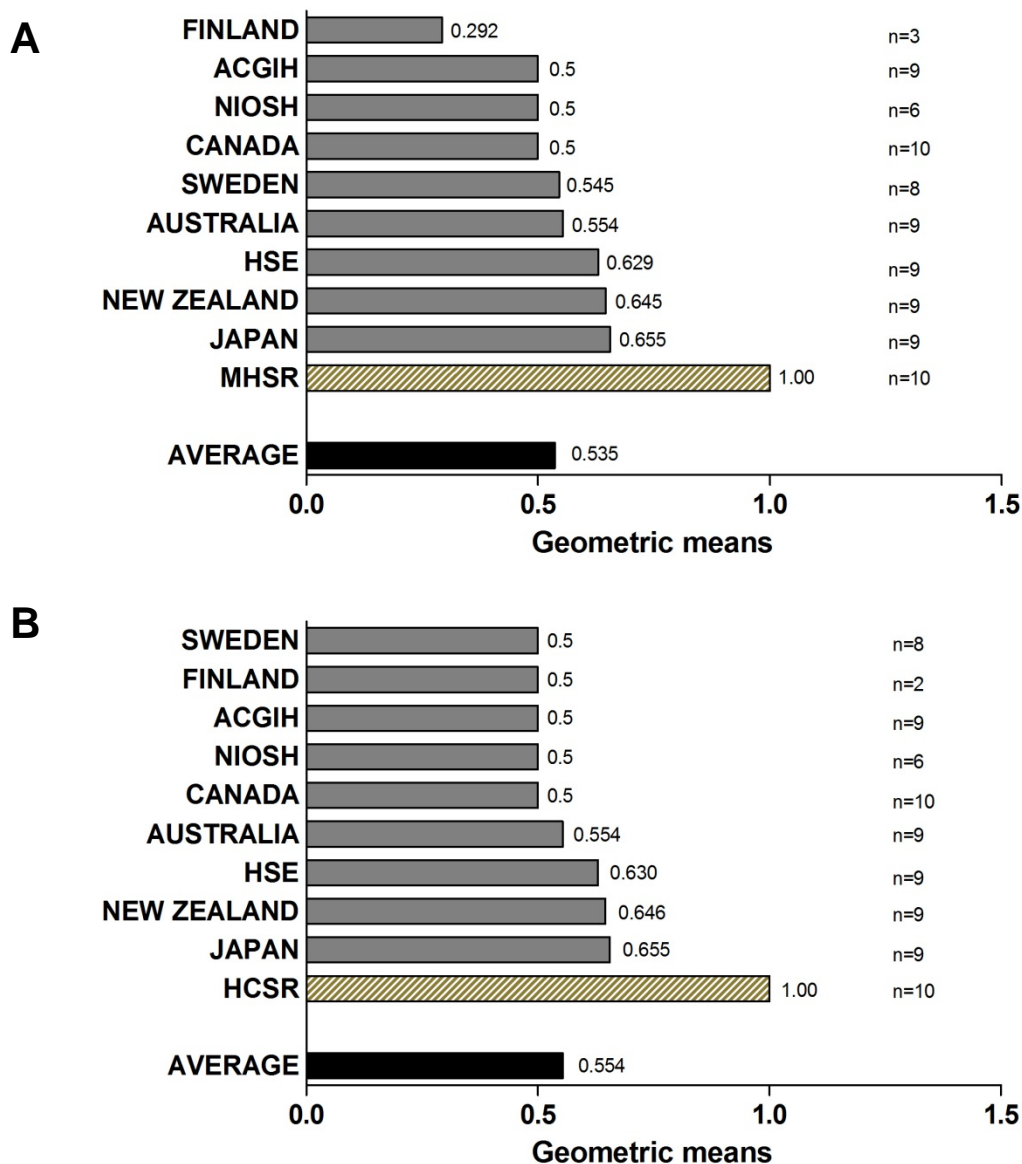 A
FINLAND 0.292 n=3
ACGIH 0.5 n=9
NIOSH 0.5 n=6
CANADA 0.5 n=10
SWEDEN 0.545 n=8
AUSTRALIA 0.554 n=9
HSE 0.629 n=9
NEW ZEALAND 0.645 n=9
JAPAN 0.655 n=9
MHSR 1.00 n=10
AVERAGE 0.535
0.0 0.5 1.0 1.5
Geometric means
B
SWEDEN 0.5 n=8
FINLAND 0.5 n=2
ACGIH 0.5 n=9
NIOSH 0.5 n=6
CANADA 0.5 n=10
AUSTRALIA 0.554 n=9
HSE 0.630 n=9
NEW ZEALAND 0.646 n=9
JAPAN 0.655 n=9
HCSR 1.00 n=10
AVERAGE 0.554
0.0 0.5 1.0 1.5
Geometric means